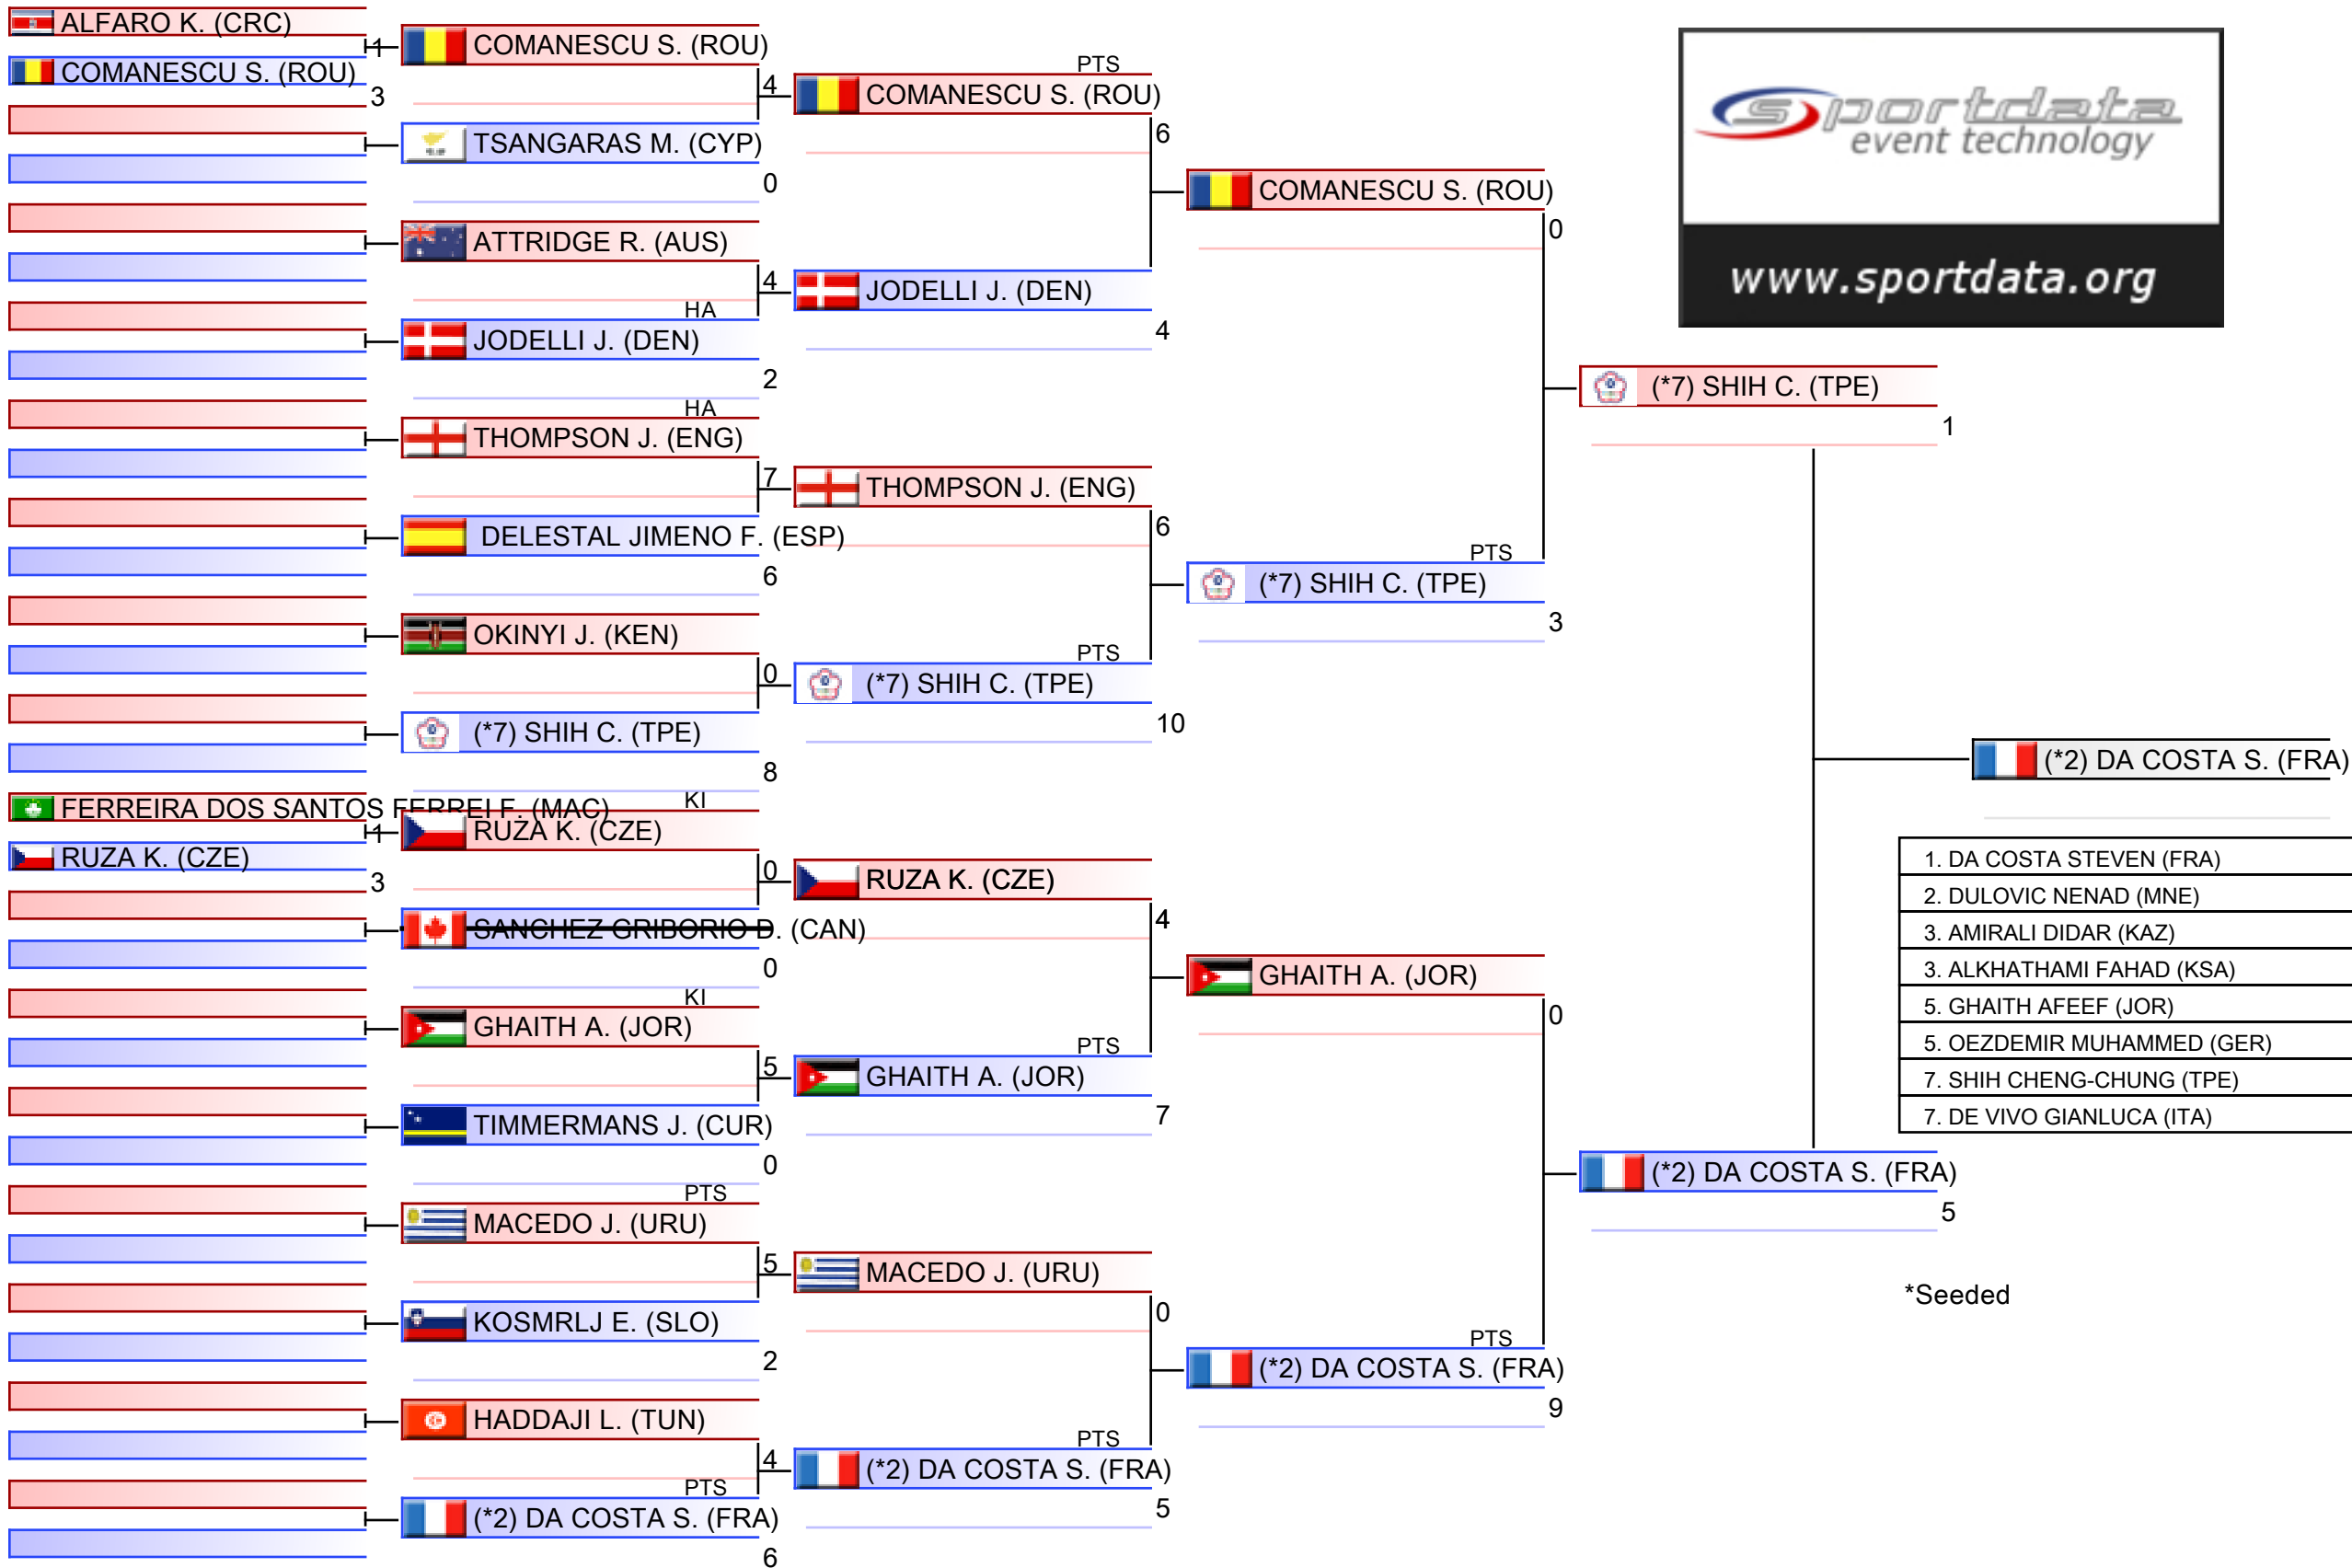 ALFARO K. (CRC)
1
COMANESCU S. (ROU)
3
FERREIRA DOS SANTOS FERREI F. (MAC)
1
RUZA K. (CZE)
3
COMANESCU S. (ROU)
4
TSANGARAS M. (CYP)
0
ATTRIDGE R. (AUS)
4
HA
JODELLI J. (DEN)
2
HA
THOMPSON J. (ENG)
7
DELESTAL JIMENO F. (ESP)
6
OKINYI J. (KEN)
0
(*7) SHIH C. (TPE)
8
KI
RUZA K. (CZE)
0
SANCHEZ GRIBORIO D. (CAN)
0
KI
GHAITH A. (JOR)
5
TIMMERMANS J. (CUR)
0
PTS
MACEDO J. (URU)
5
KOSMRLJ E. (SLO)
2
HADDAJI L. (TUN)
4
PTS
(*2) DA COSTA S. (FRA)
6
PTS
COMANESCU S. (ROU)
6
JODELLI J. (DEN)
4
THOMPSON J. (ENG)
6
PTS
(*7) SHIH C. (TPE)
10
RUZA K. (CZE)
4
PTS
GHAITH A. (JOR)
7
MACEDO J. (URU)
0
PTS
(*2) DA COSTA S. (FRA)
5
COMANESCU S. (ROU)
0
PTS
(*7) SHIH C. (TPE)
3
GHAITH A. (JOR)
0
PTS
(*2) DA COSTA S. (FRA)
9
(*7) SHIH C. (TPE)
1
(*2) DA COSTA S. (FRA)
5
(*2) DA COSTA S. (FRA)
sportdata
event technology
www.sportdata.org
1. DA COSTA STEVEN (FRA)
2. DULOVIC NENAD (MNE)
3. AMIRALI DIDAR (KAZ)
3. ALKHATHAMI FAHAD (KSA)
5. GHAITH AFEEF (JOR)
5. OEZDEMIR MUHAMMED (GER)
7. SHIH CHENG-CHUNG (TPE)
7. DE VIVO GIANLUCA (ITA)
*Seeded